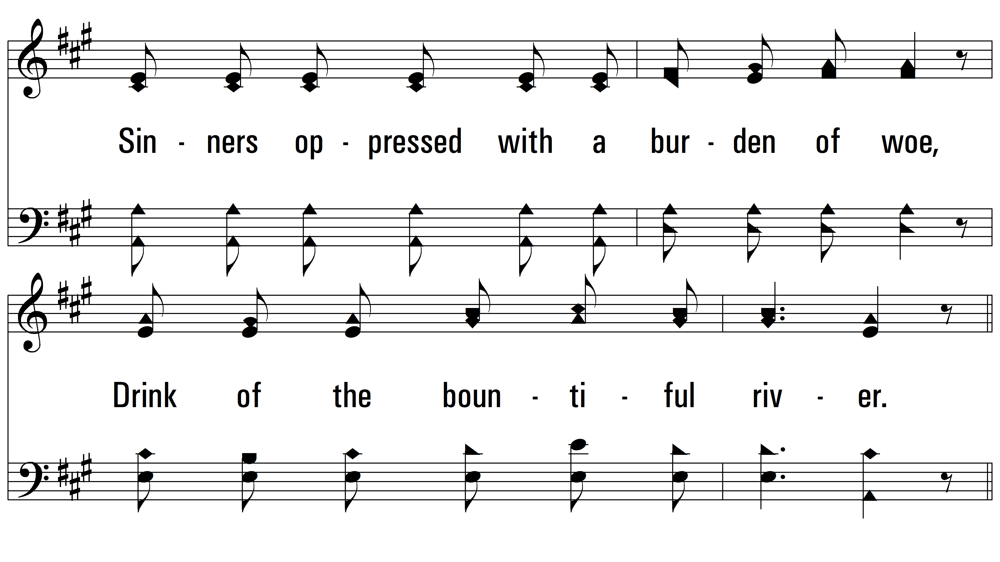 Sin - ners op - pressed with a bur - den of woe,
Drink of the boun - ti - ful riv - er.